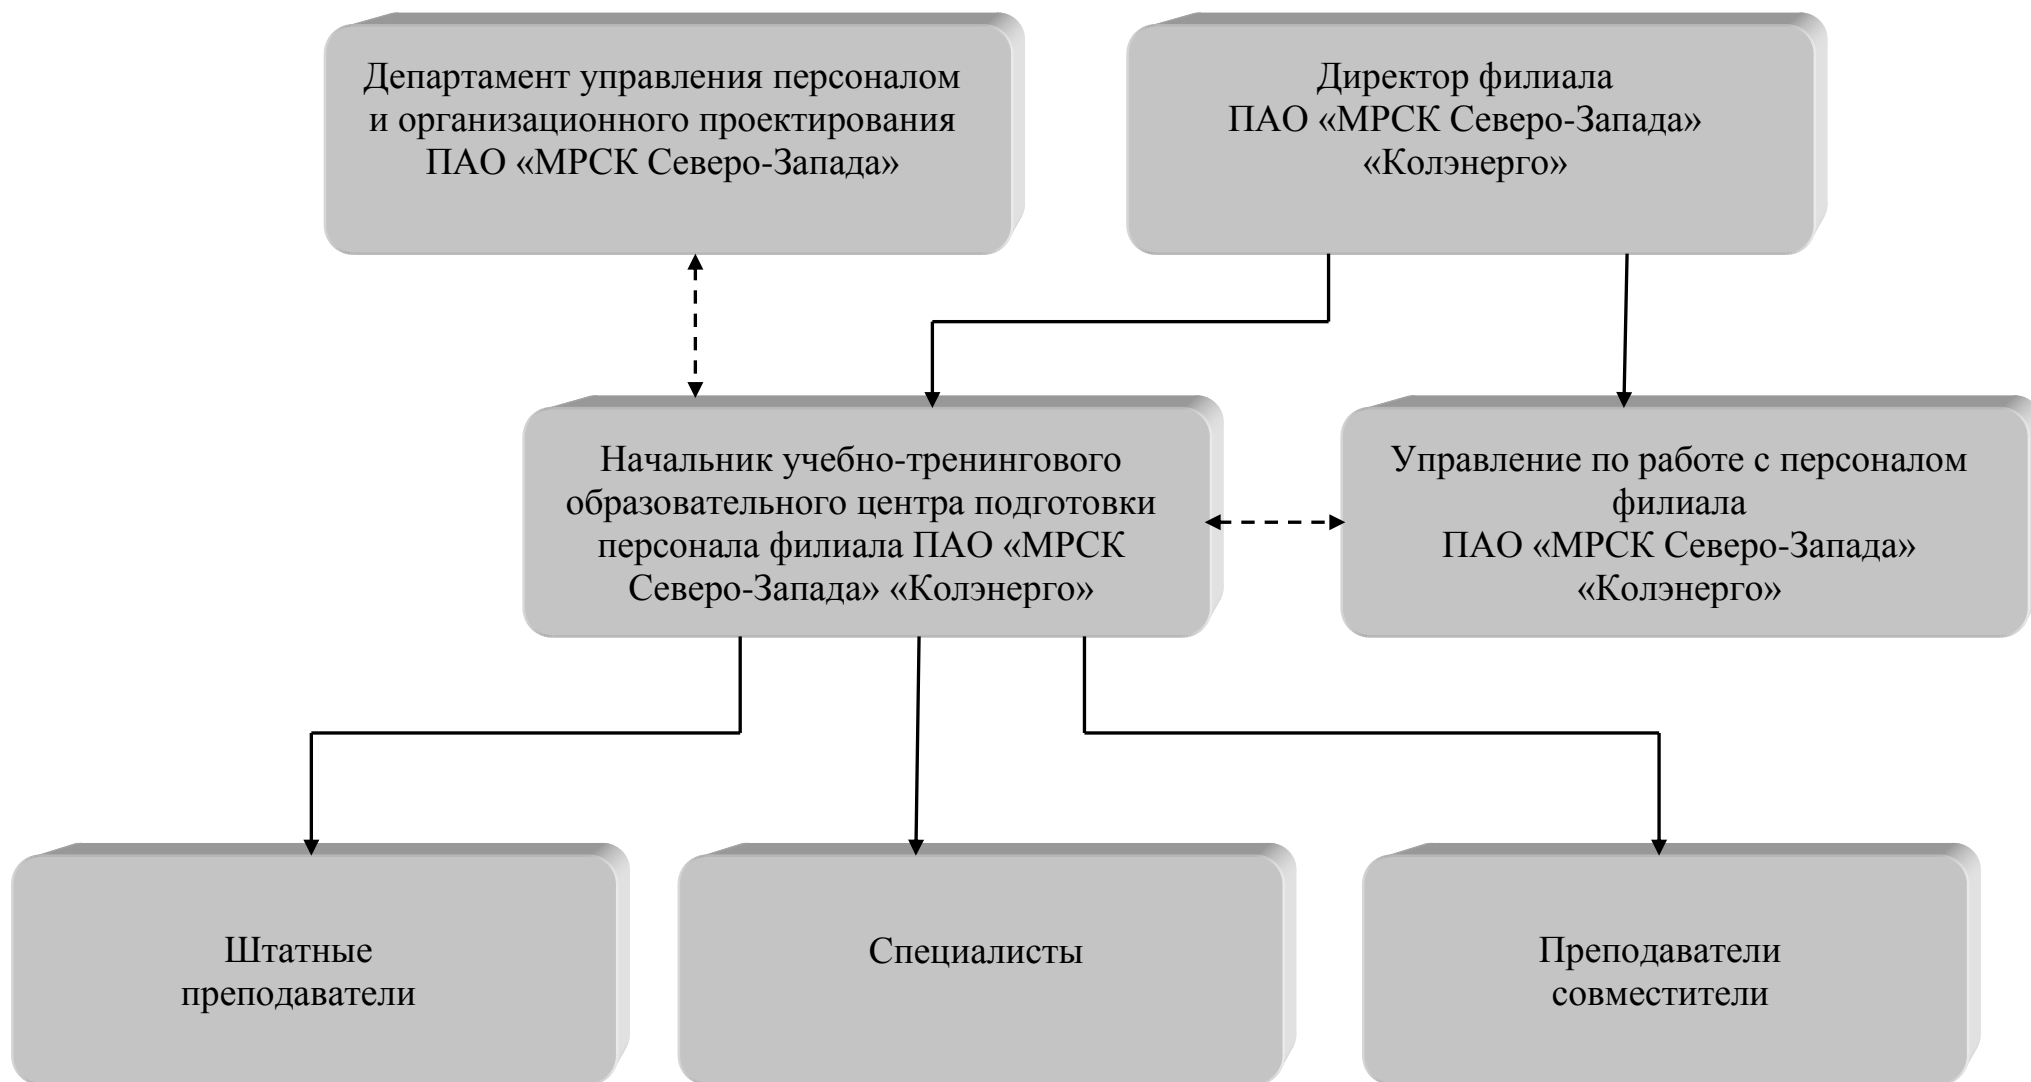 Департамент управления персоналом
и организационного проектирования
ПАО «МРСК Северо-Запада»
Директор филиала
ПАО «МРСК Северо-Запада»
«Колэнерго»
Начальник учебно-тренингового
образовательного центра подготовки
персонала филиала ПАО «МРСК
Северо-Запада» «Колэнерго»
Управление по работе с персоналом
филиала
ПАО «МРСК Северо-Запада»
«Колэнерго»
Штатные
преподаватели
Специалисты
Преподаватели
совместители